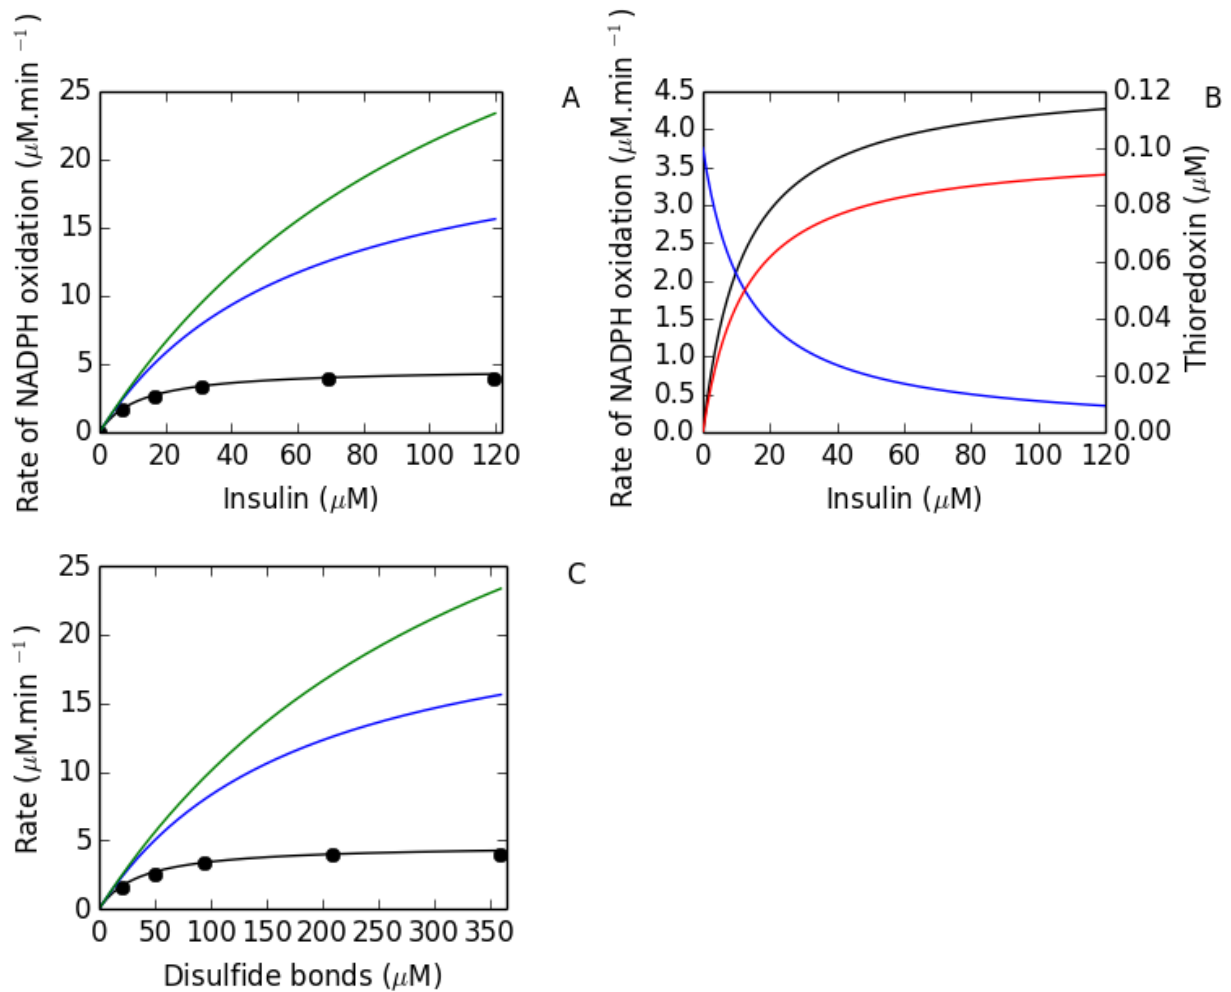 A
Rate of NADPH oxidation (μM.min ⁻¹)
25
20
15
10
5
0
0 20 40 60 80 100 120
Insulin (μM)
B
Rate of NADPH oxidation (μM.min ⁻¹)
4.5
4.0
3.5
3.0
2.5
2.0
1.5
1.0
0.5
0.0
0.12
0.10
0.08
0.06
0.04
0.02
0.00
Thioredoxin (μM)
0 20 40 60 80 100 120
Insulin (μM)
C
Rate (μM.min ⁻¹)
25
20
15
10
5
0
0 50 100 150 200 250 300 350
Disulfide bonds (μM)